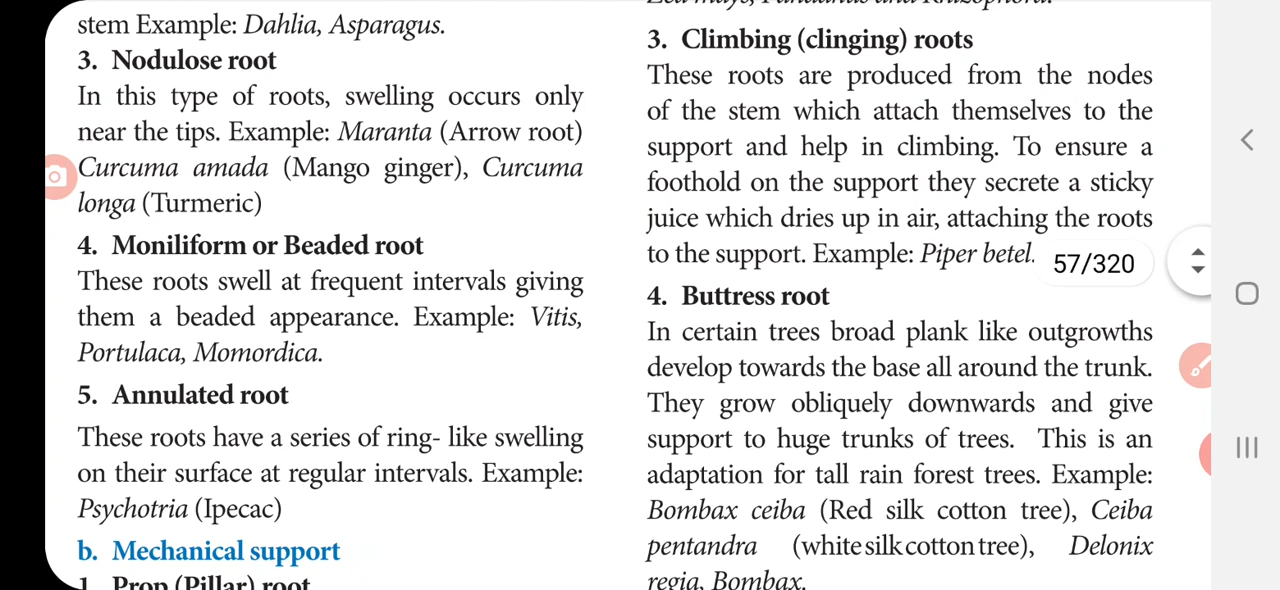 stem Example: Dahlia, Asparagus.
3. Nodulose root
In this type of roots, swelling occurs only
near the tips. Example: Maranta (Arrow root)
Curcuma amada (Mango ginger), Curcuma
longa (Turmeric)
4. Moniliform or Beaded root
These roots swell at frequent intervals giving
them a beaded appearance. Example: Vitis,
Portulaca, Momordica.
5. Annulated root
These roots have a series of ring- like swelling
on their surface at regular intervals. Example:
Psychotria (Ipecac)
b. Mechanical support
1. Prop (Pillar) root
Zea mays, Pandanus and Rhizophora.
3. Climbing (clinging) roots
These roots are produced from the nodes
of the stem which attach themselves to the
support and help in climbing. To ensure a
foothold on the support they secrete a sticky
juice which dries up in air, attaching the roots
to the support. Example: Piper betel.
57/320
4. Buttress root
In certain trees broad plank like outgrowths
develop towards the base all around the trunk.
They grow obliquely downwards and give
support to huge trunks of trees. This is an
adaptation for tall rain forest trees. Example:
Bombax ceiba (Red silk cotton tree), Ceiba
pentandra (white silk cotton tree), Delonix
regia, Bombax.